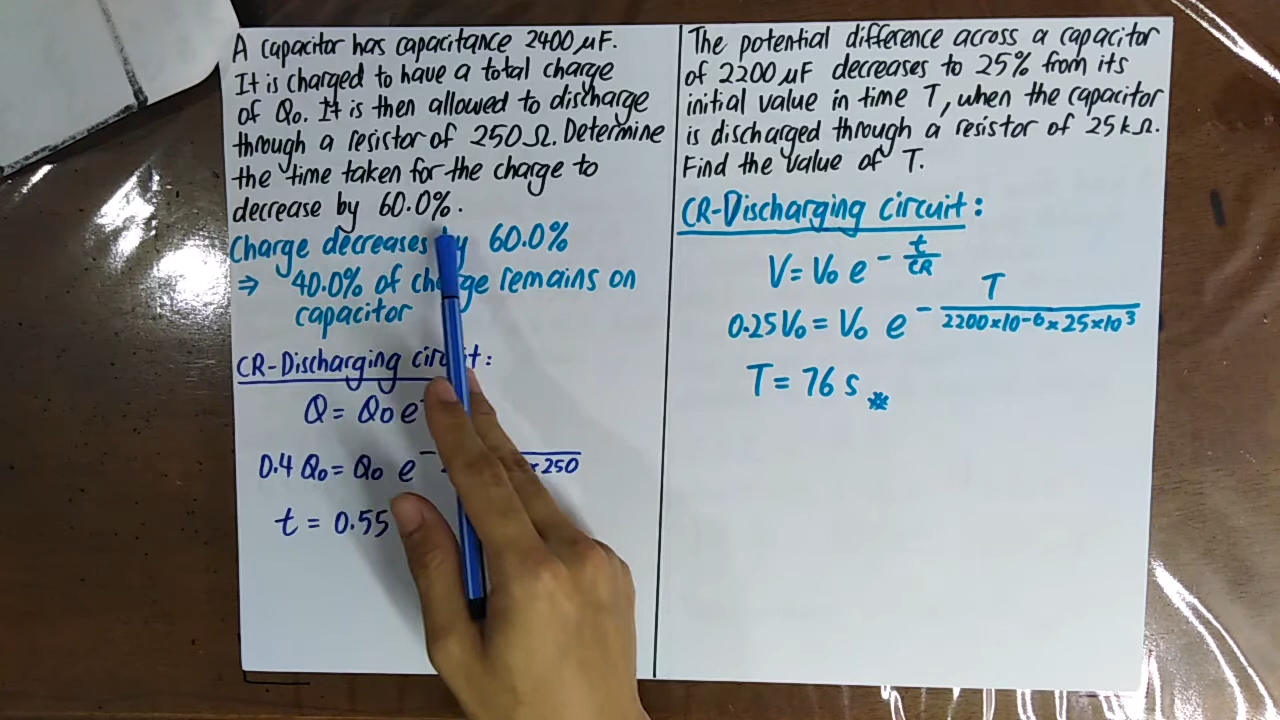 A capacitor has capacitance 2400 μF.
It is charged to have a total charge
of Q₀. It is then allowed to discharge
through a resistor of 250 Ω. Determine
the time taken for the charge to
decrease by 60.0%.
Charge decreases by 60.0%
⇒ 40.0% of charge remains on
capacitor
CR-Discharging circuit:
Q = Q₀ e⁻
0.4 Q₀ = Q₀ e⁻ × 250
t = 0.55
The potential difference across a capacitor
of 2200 μF decreases to 25% from its
initial value in time T, when the capacitor
is discharged through a resistor of 25 kΩ.
Find the value of T.
CR-Discharging circuit:
V = V₀ e^(-t/CR)
0.25 V₀ = V₀ e^(-T/(2200×10⁻⁶×25×10³))
T = 76 s